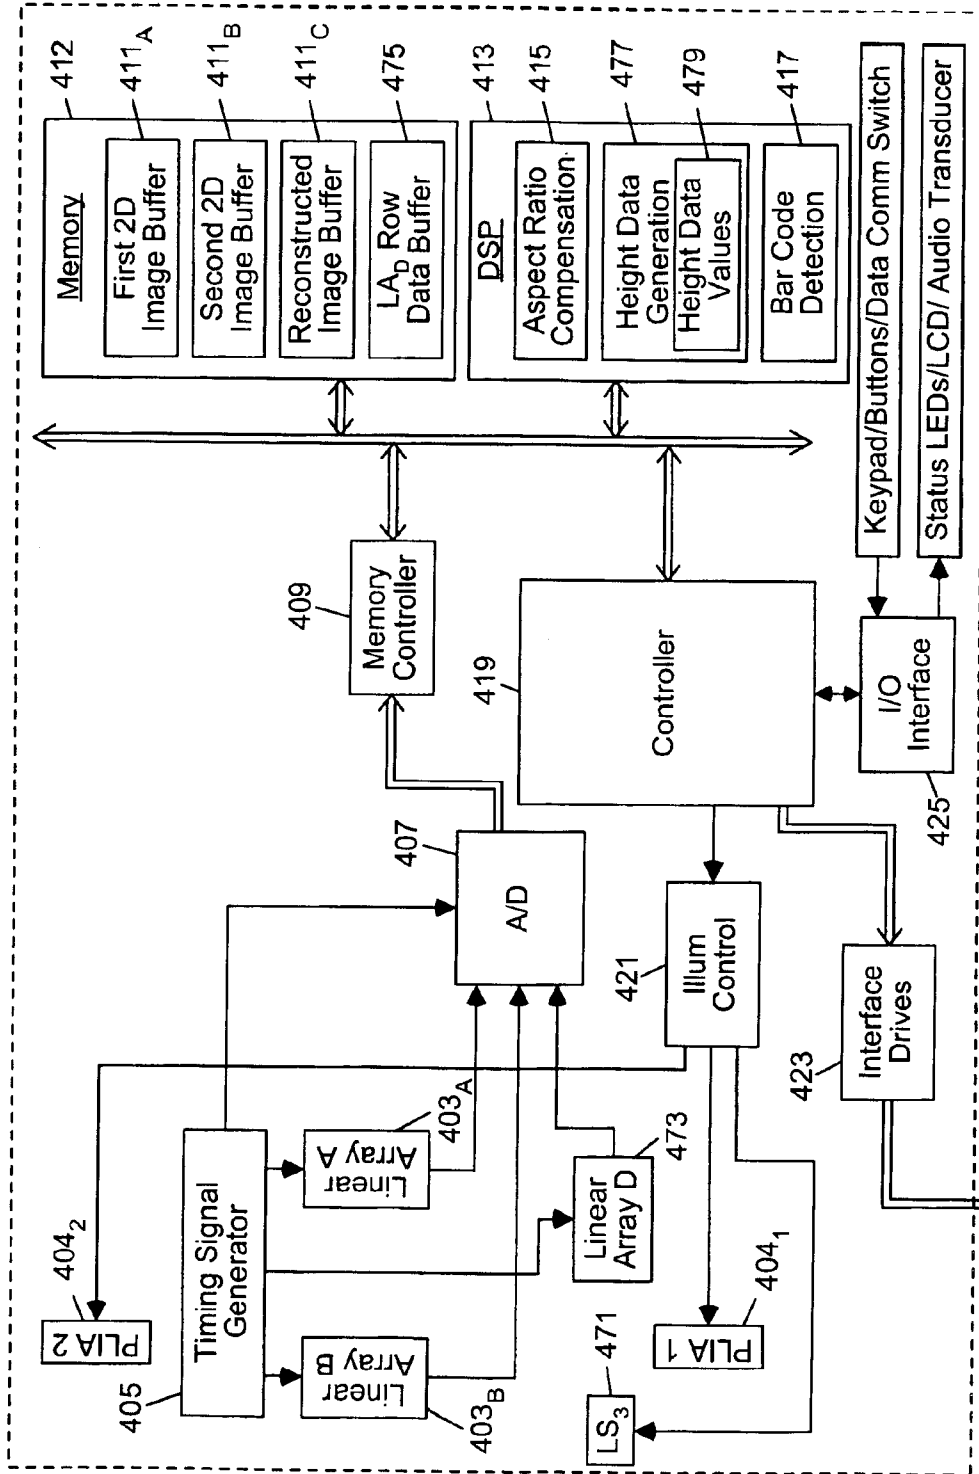 412
411A
411B
411C
475
413
415
477
479
417
Memory
First 2D
Image Buffer
Second 2D
Image Buffer
Reconstructed
Image Buffer
LAD Row
Data Buffer
DSP
Aspect Ratio
Compensation
Height Data
Generation
Height Data
Values
Bar Code
Detection
Keypad/Buttons/Data Comm Switch
Status LEDs/LCD/ Audio Transducer
409
Memory
Controller
419
Controller
I/O
Interface
425
407
A/D
421
Illum
Control
423
Interface
Drives
4042
PLIA 2
405
Timing Signal
Generator
403A
Linear
Array A
403B
Linear
Array B
473
Linear
Array D
471
LS3
PLIA 1
4041